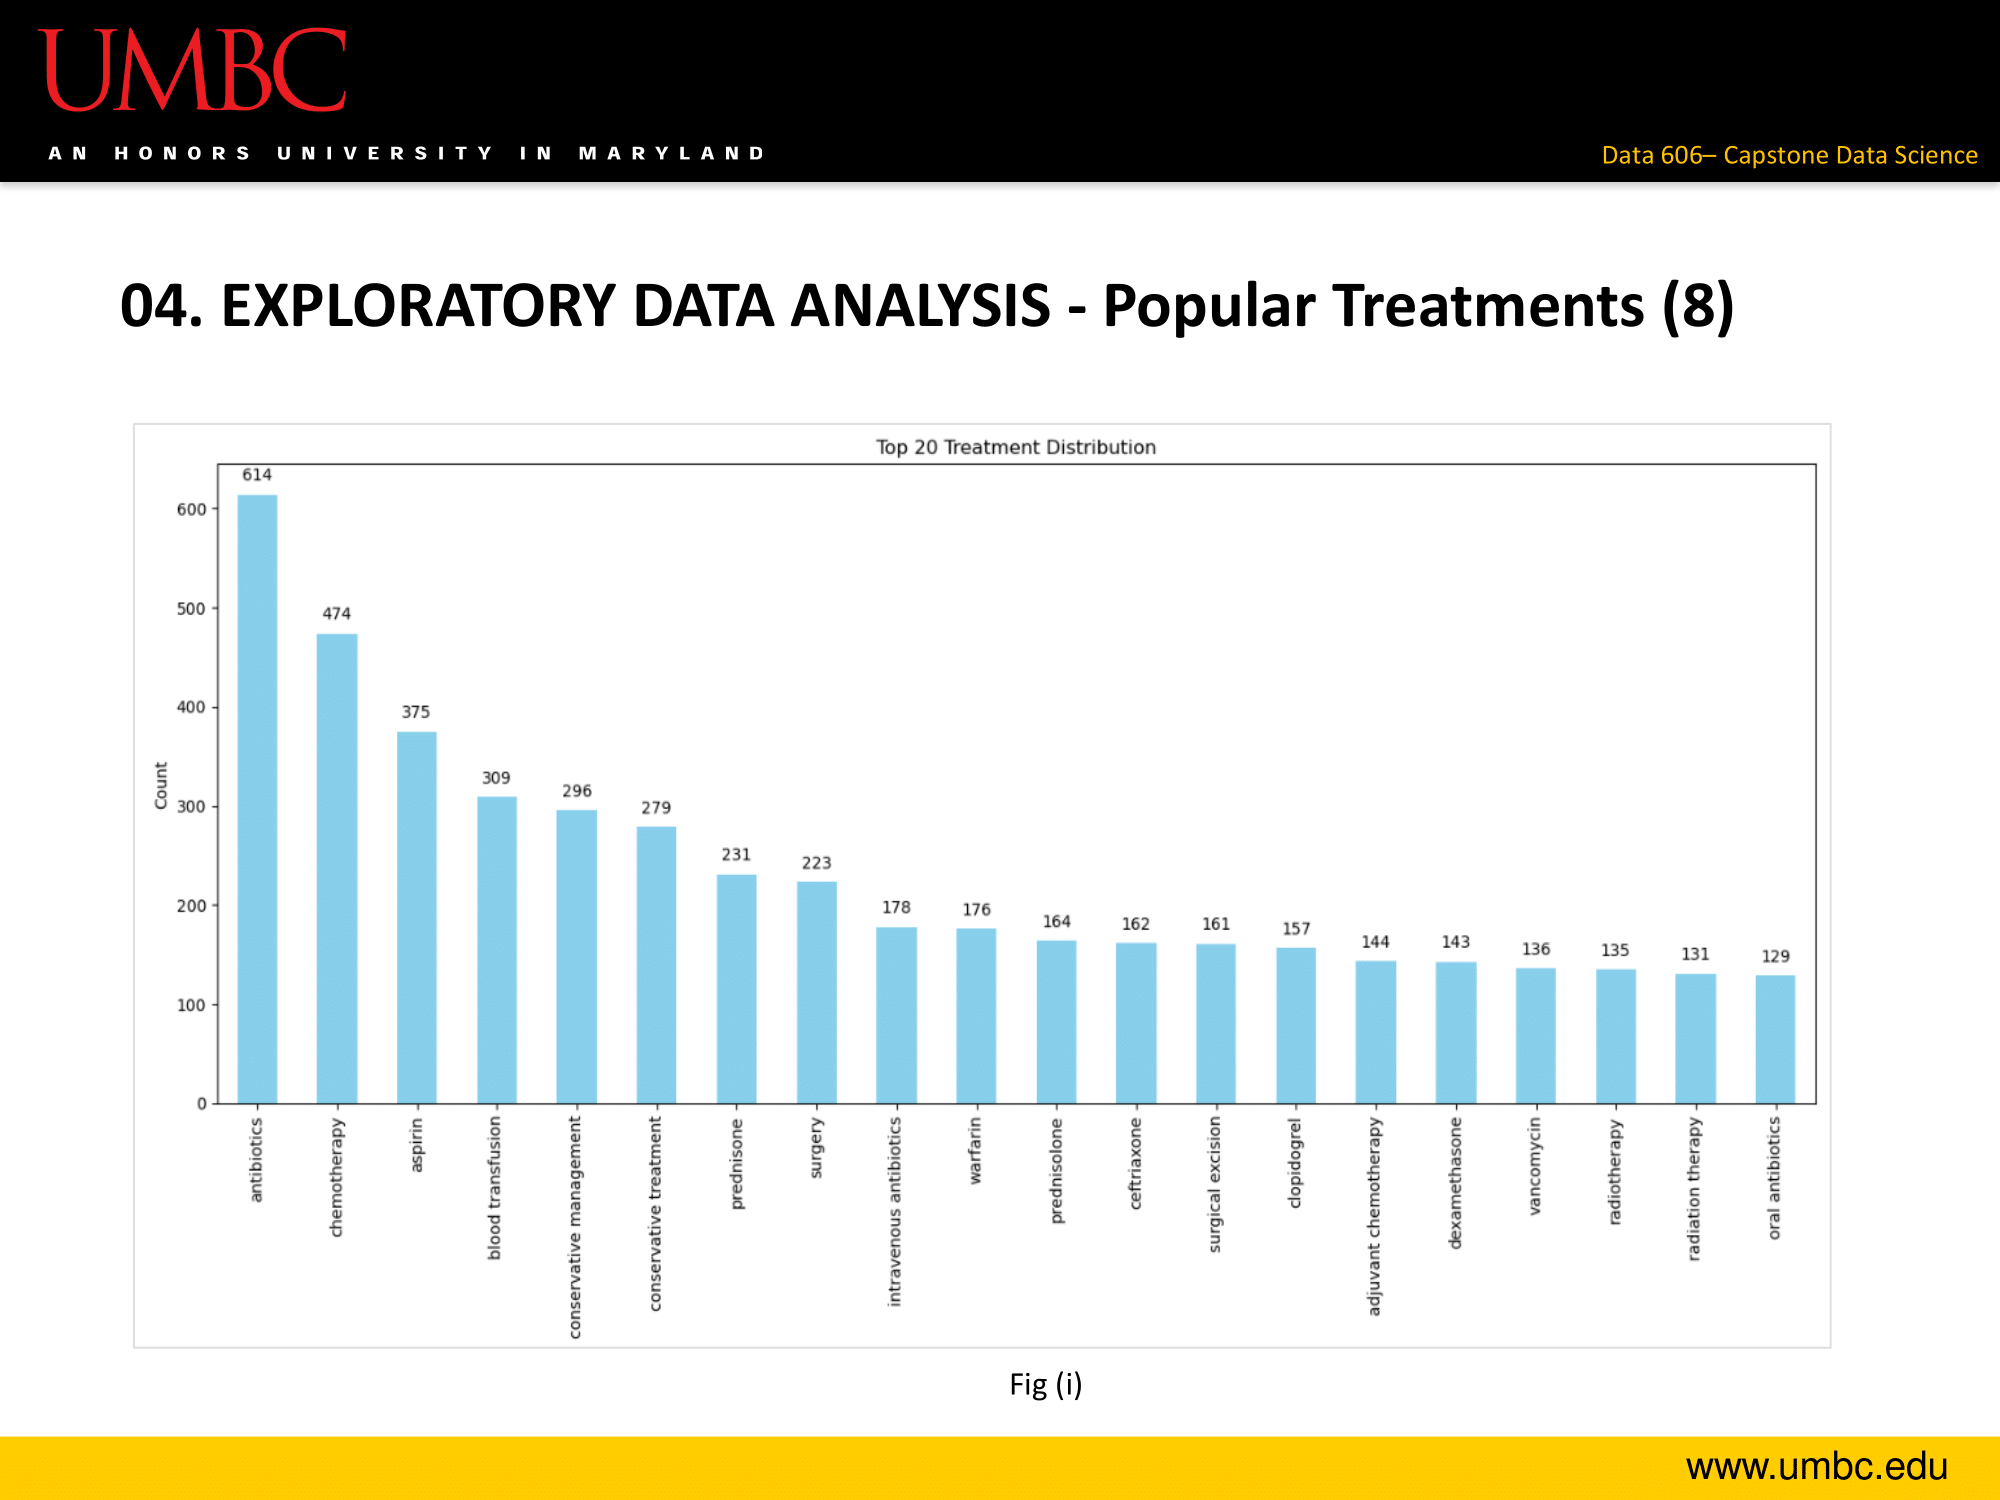 UMBC
AN HONORS UNIVERSITY IN MARYLAND
Data 606– Capstone Data Science
04. EXPLORATORY DATA ANALYSIS - Popular Treatments (8)
Top 20 Treatment Distribution
Count
600
500
400
300
200
100
0
614
474
375
309
296
279
231
223
178
176
164
162
161
157
144
143
136
135
131
129
antibiotics
chemotherapy
aspirin
blood transfusion
conservative management
conservative treatment
prednisone
surgery
intravenous antibiotics
warfarin
prednisolone
ceftriaxone
surgical excision
clopidogrel
adjuvant chemotherapy
dexamethasone
vancomycin
radiotherapy
radiation therapy
oral antibiotics
Fig (i)
www.umbc.edu